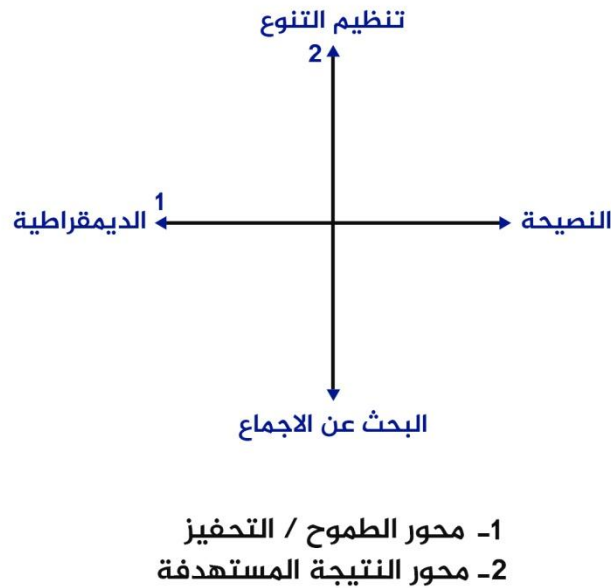 تنظيم التنوع
2
1
الديمقراطية
النصيحة
البحث عن الاجماع
1- محور الطموح / التحفيز
2- محور النتيجة المستهدفة